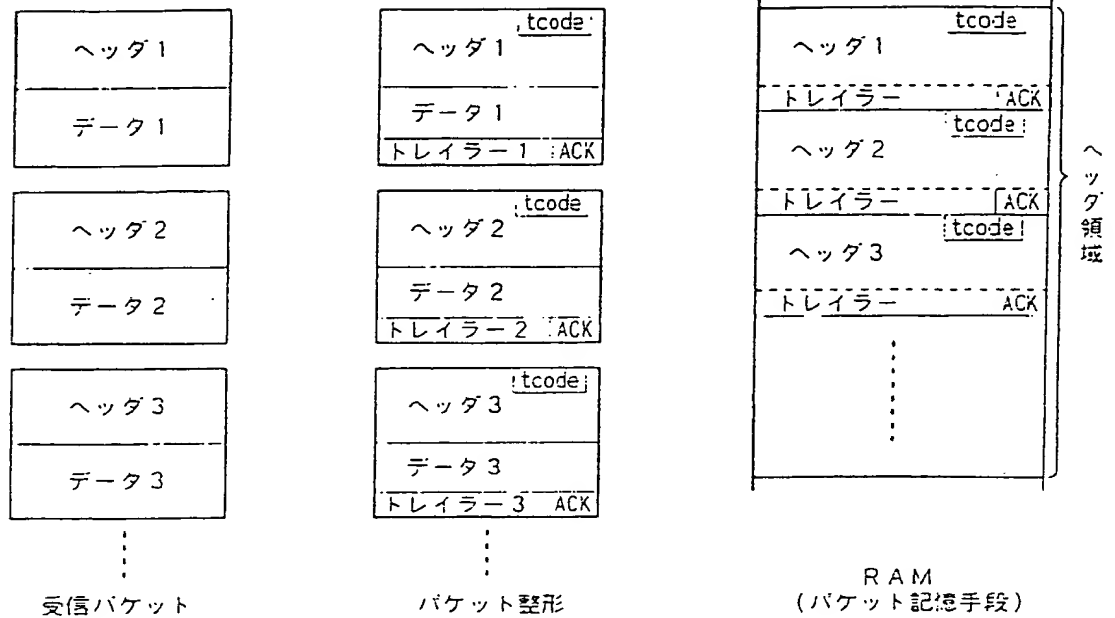 tcode
ヘッダ1
データ1
ヘッダ2
データ2
ヘッダ3
データ3
受信パケット
tcode
ヘッダ1
データ1
トレイラー1 ACK
tcode
ヘッダ2
データ2
トレイラー2 ACK
tcode
ヘッダ3
データ3
トレイラー3 ACK
パケット整形
ヘッダ1
トレイラー ACK
tcode
ヘッダ2
トレイラー ACK
tcode
ヘッダ3
トレイラー ACK
ヘッダ領域
RAM
(パケット記憶手段)